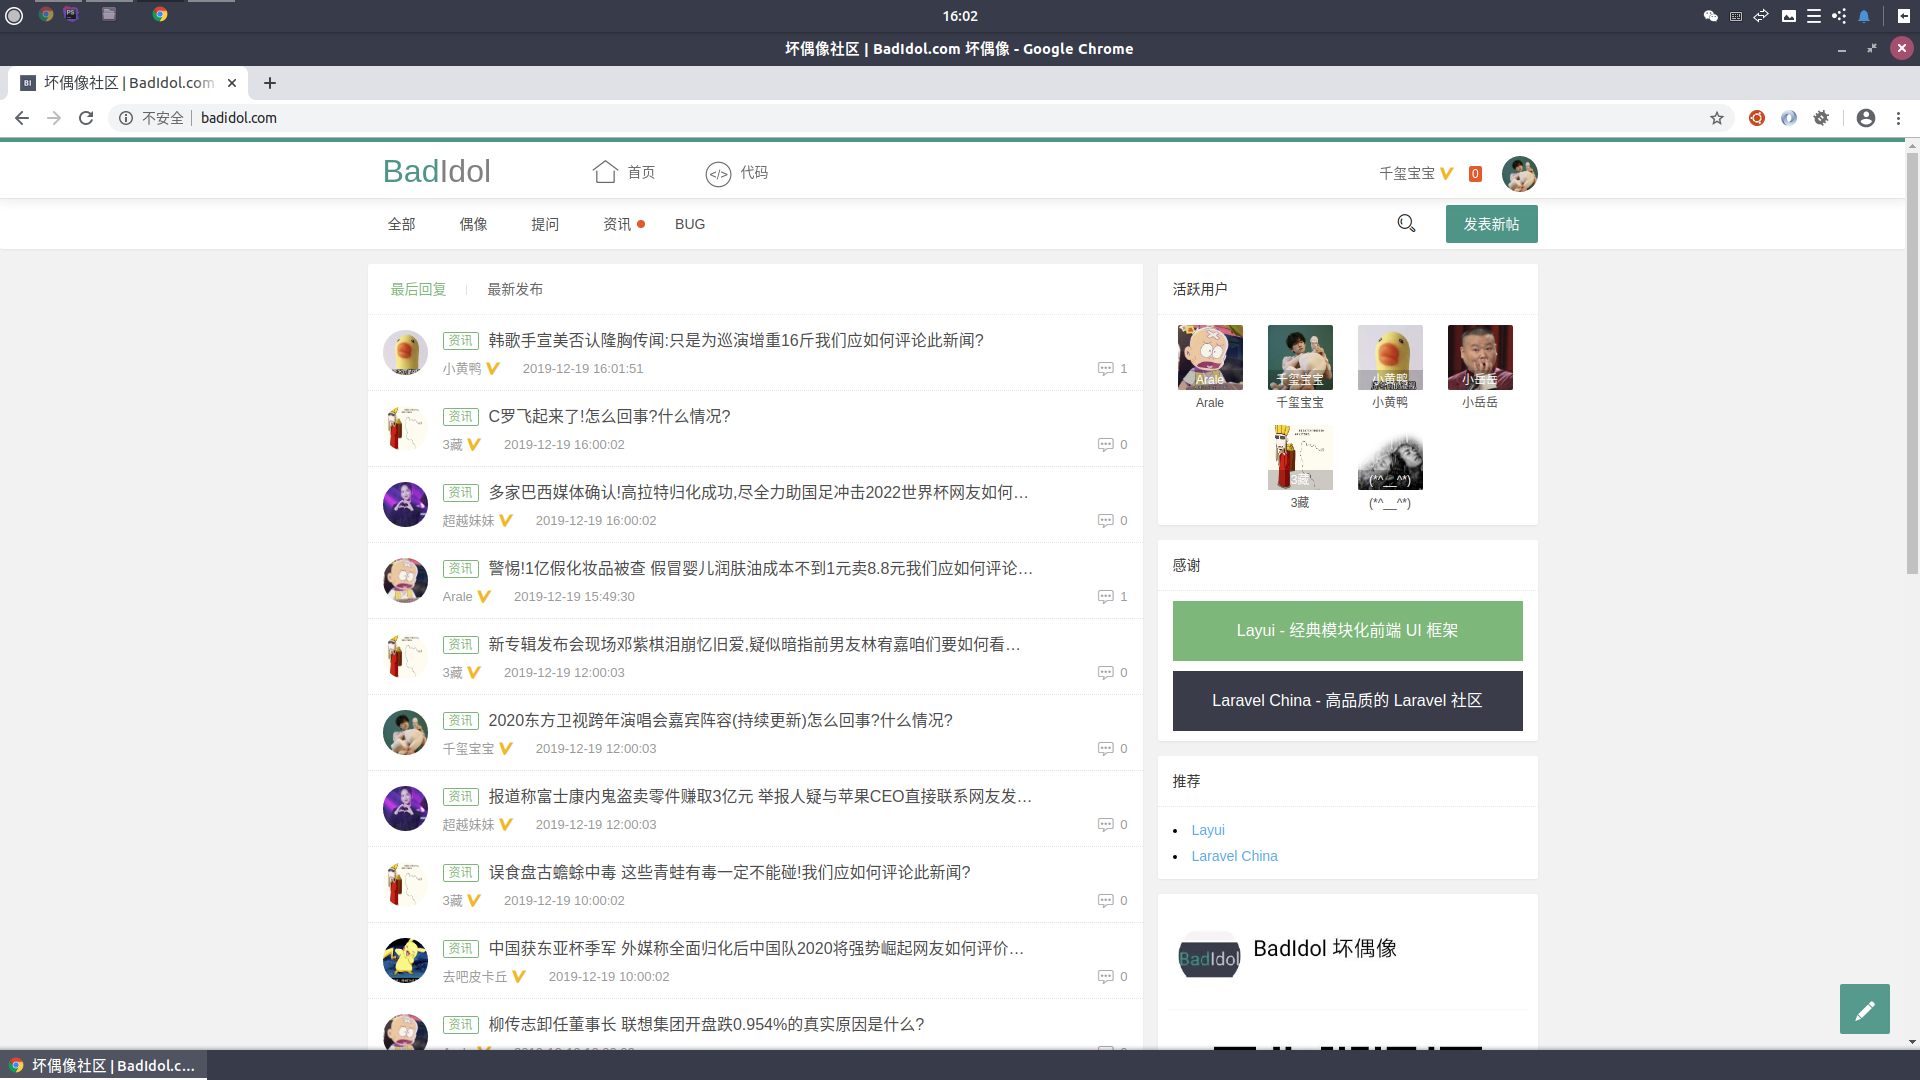 16:02
坏偶像社区 | BadIdol.com 坏偶像 - Google Chrome
BI 坏偶像社区 | BadIdol.com
不安全 badidol.com
BadIdol 首页 代码 千玺宝宝 0
全部 偶像 提问 资讯 BUG 发表新帖
最后回复 最新发布
资讯 韩歌手宣美否认隆胸传闻:只是为巡演增重16斤我们应如何评论此新闻?
小黄鸭 2019-12-19 16:01:51 1
资讯 C罗飞起来了!怎么回事?什么情况?
3藏 2019-12-19 16:00:02 0
资讯 多家巴西媒体确认!高拉特归化成功,尽全力助国足冲击2022世界杯网友如何…
超越妹妹 2019-12-19 16:00:02 0
资讯 警惕!1亿假化妆品被查 假冒婴儿润肤油成本不到1元卖8.8元我们应如何评论…
Arale 2019-12-19 15:49:30 1
资讯 新专辑发布会现场邓紫棋泪崩忆旧爱,疑似暗指前男友林宥嘉咱们要如何看…
3藏 2019-12-19 12:00:03 0
资讯 2020东方卫视跨年演唱会嘉宾阵容(持续更新)怎么回事?什么情况?
千玺宝宝 2019-12-19 12:00:03 0
资讯 报道称富士康内鬼盗卖零件赚取3亿元 举报人疑与苹果CEO直接联系网友发…
超越妹妹 2019-12-19 12:00:03 0
资讯 误食盘古蟾蜍中毒 这些青蛙有毒一定不能碰!我们应如何评论此新闻?
3藏 2019-12-19 10:00:02 0
资讯 中国获东亚杯季军 外媒称全面归化后中国队2020将强势崛起网友如何评价…
去吧皮卡丘 2019-12-19 10:00:02 0
资讯 柳传志卸任董事长 联想集团开盘跌0.954%的真实原因是什么?
活跃用户
Arale 千玺宝宝 小黄鸭 小岳岳
Arale 千玺宝宝 小黄鸭 小岳岳
3藏 (*^__^*)
3藏 (*^__^*)
感谢
Layui - 经典模块化前端 UI 框架
Laravel China - 高品质的 Laravel 社区
推荐
Layui
Laravel China
BadIdol BadIdol 坏偶像
坏偶像社区 | BadIdol.c...